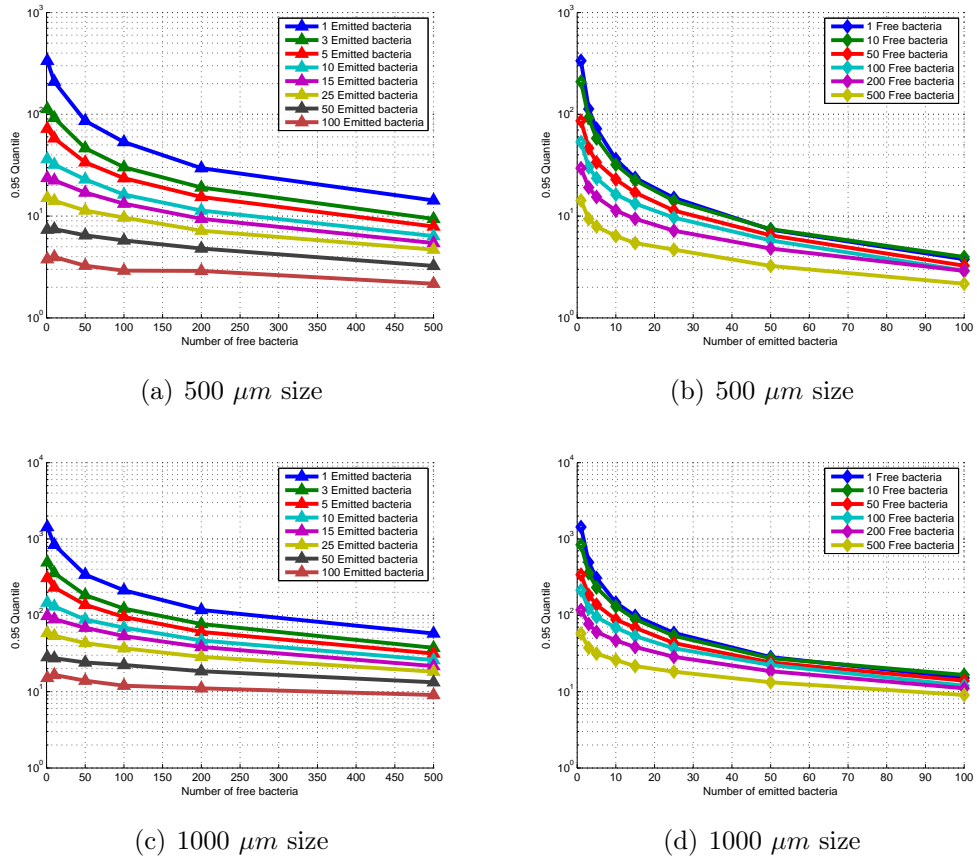 10^3
10^2
10^1
10^0
0.95 Quantile
0 50 100 150 200 250 300 350 400 450 500
Number of free bacteria
1 Emitted bacteria
3 Emitted bacteria
5 Emitted bacteria
10 Emitted bacteria
15 Emitted bacteria
25 Emitted bacteria
50 Emitted bacteria
100 Emitted bacteria
(a) 500 μm size
10^3
10^2
10^1
10^0
0.95 Quantile
0 10 20 30 40 50 60 70 80 90 100
Number of emitted bacteria
1 Free bacteria
10 Free bacteria
50 Free bacteria
100 Free bacteria
200 Free bacteria
500 Free bacteria
(b) 500 μm size
10^4
10^3
10^2
10^1
10^0
0.95 Quantile
0 50 100 150 200 250 300 350 400 450 500
Number of free bacteria
1 Emitted bacteria
3 Emitted bacteria
5 Emitted bacteria
10 Emitted bacteria
15 Emitted bacteria
25 Emitted bacteria
50 Emitted bacteria
100 Emitted bacteria
(c) 1000 μm size
10^4
10^3
10^2
10^1
10^0
0.95 Quantile
0 10 20 30 40 50 60 70 80 90 100
Number of emitted bacteria
1 Free bacteria
10 Free bacteria
50 Free bacteria
100 Free bacteria
200 Free bacteria
500 Free bacteria
(d) 1000 μm size